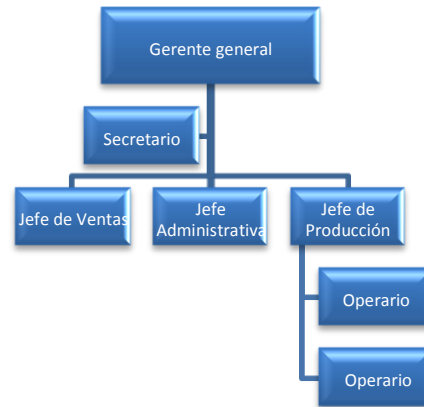 Gerente general
Secretario
Jefe de Ventas
Jefe
Administrativa
Jefe de
Producción
Operario
Operario